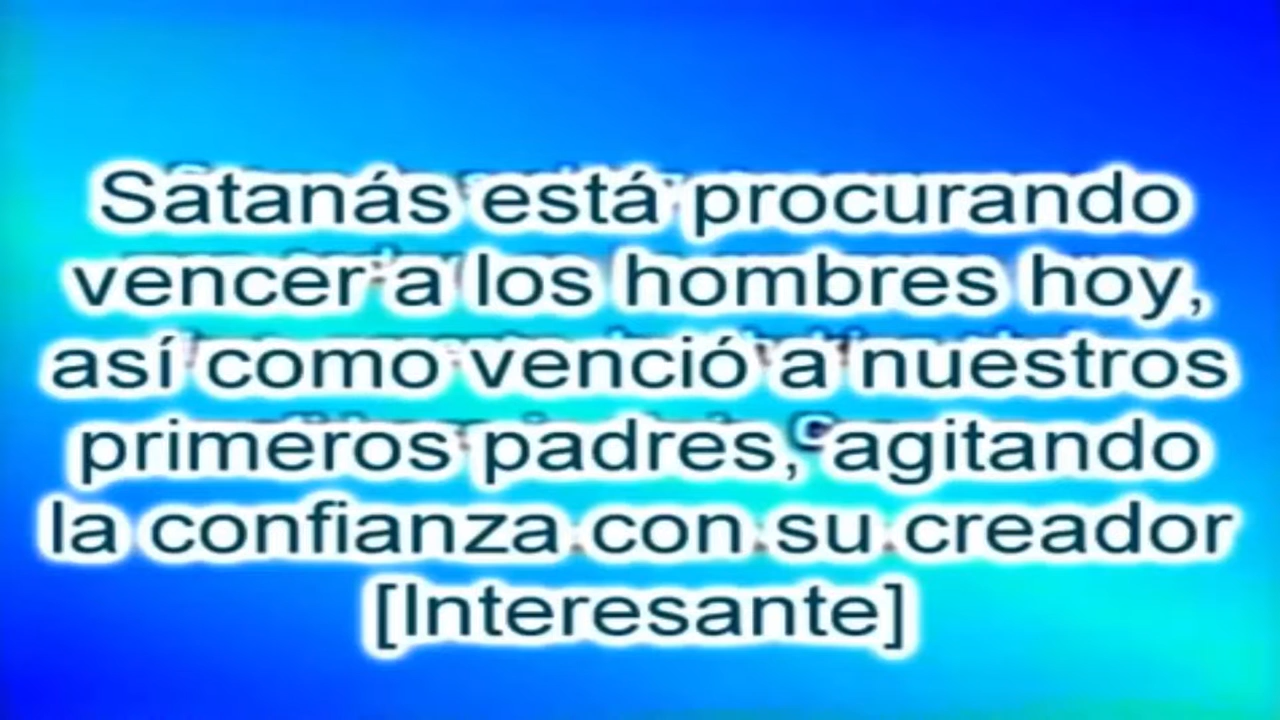 Satanás está procurando
vencer a los hombres hoy,
así como venció a nuestros
primeros padres, agitando
la confianza con su creador
[Interesante]